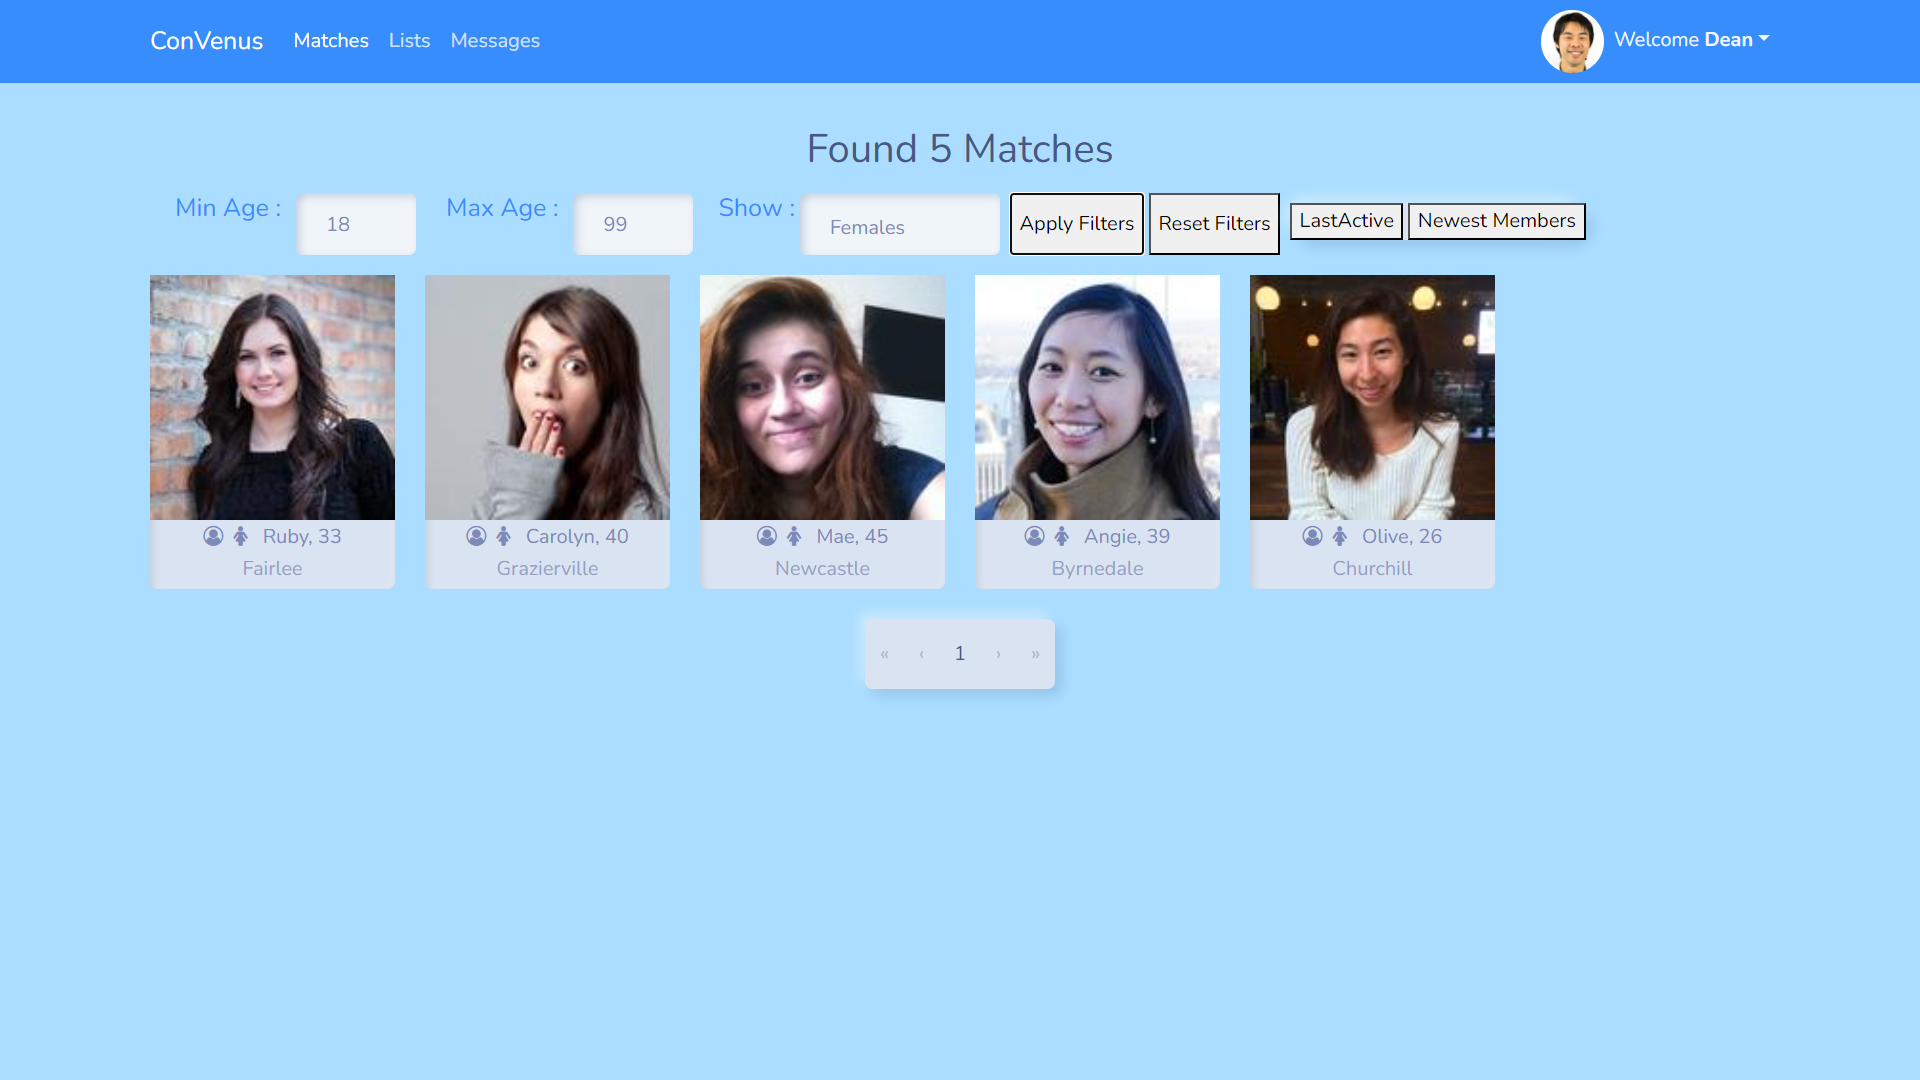 ConVenus Matches Lists Messages Welcome Dean
Found 5 Matches
Min Age : 18 Max Age : 99 Show : Females Apply Filters Reset Filters LastActive Newest Members
Ruby, 33
Fairlee
Carolyn, 40
Grazierville
Mae, 45
Newcastle
Angie, 39
Byrnedale
Olive, 26
Churchill
« ‹ 1 › »